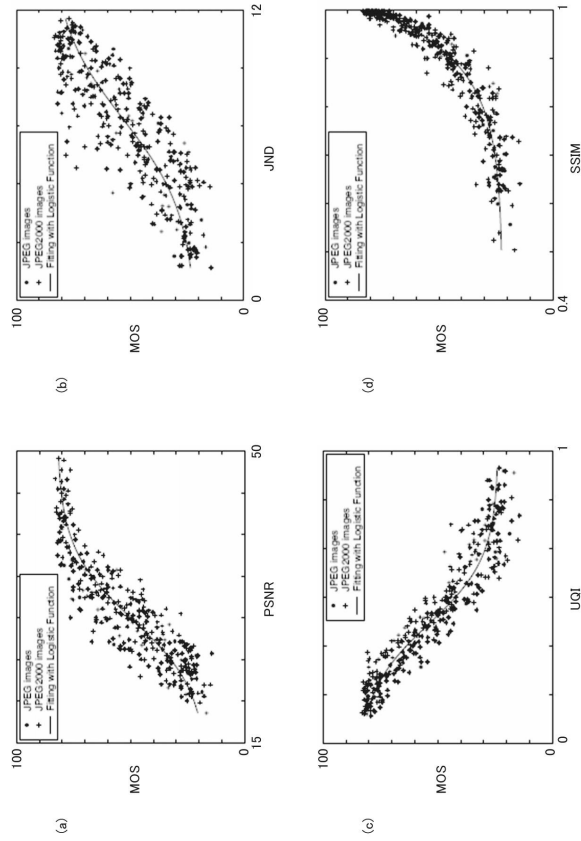 (a)
100
MOS
0
15
PSNR
50
JPEG images
JPEG2000 images
Fitting with Logistic Function
(b)
100
MOS
0
0
JND
12
JPEG images
JPEG2000 images
Fitting with Logistic Function
(c)
100
MOS
0
0
UQI
1
JPEG images
JPEG2000 images
Fitting with Logistic Function
(d)
100
MOS
0
0.4
SSIM
1
JPEG images
JPEG2000 images
Fitting with Logistic Function